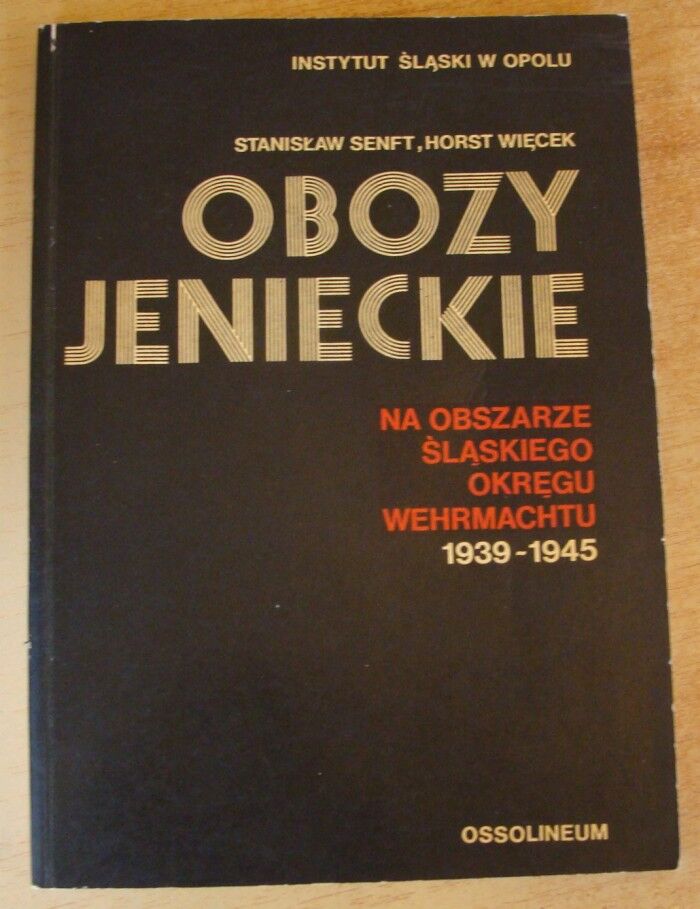 INSTYTUT ŚLĄSKI W OPOLU
STANISŁAW SENFT, HORST WIĘCEK
OBOZY
JENIECKIE
NA OBSZARZE
ŚLĄSKIEGO
OKRĘGU
WEHRMACHTU
1939-1945
OSSOLINEUM